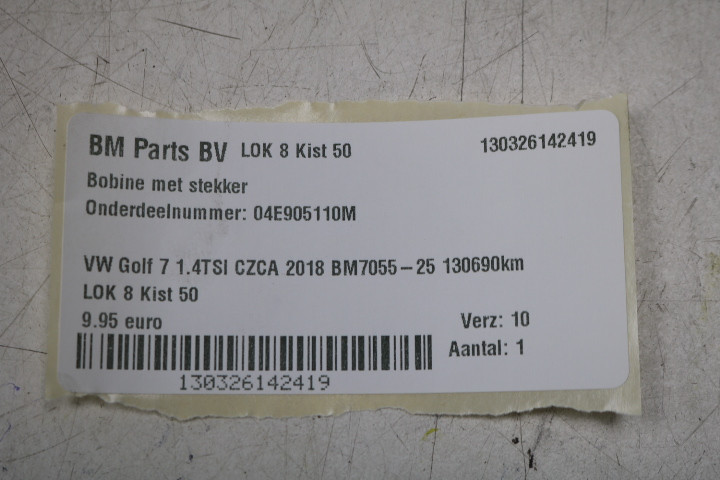 BM Parts BV LOK 8 Kist 50 130326142419
Bobine met stekker
Onderdeelnummer: 04E905110M
VW Golf 7 1.4TSI CZCA 2018 BM7055-25 130690km
LOK 8 Kist 50
9.95 euro Verz: 10
Aantal: 1
130326142419